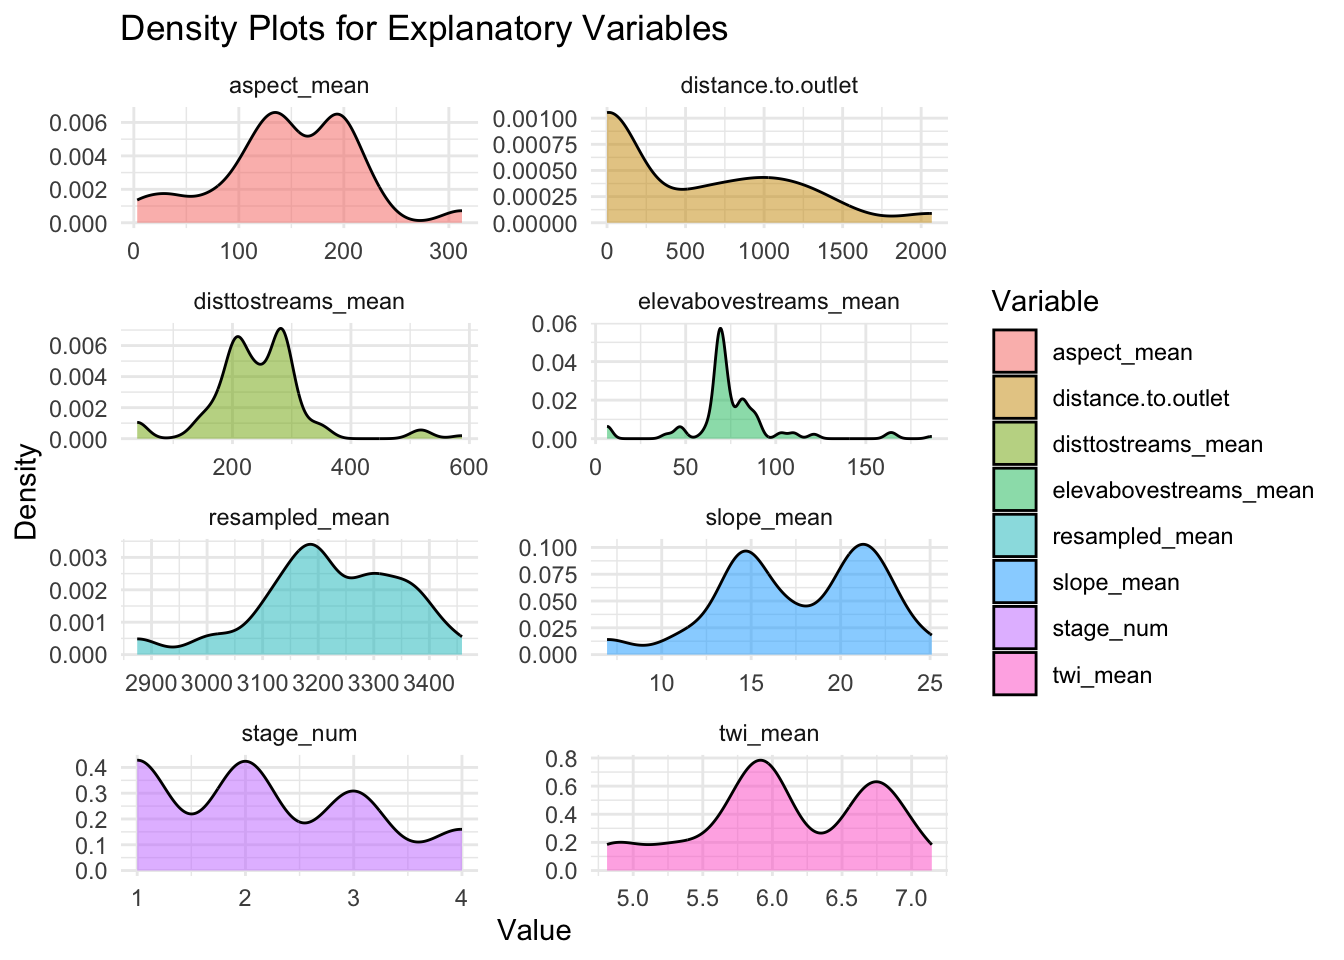 Density Plots for Explanatory Variables
aspect_mean
distance.to.outlet
0.006
0.004
0.002
0.000
0 100 200 300
0.00100
0.00075
0.00050
0.00025
0.00000
0 500 1000 1500 2000
disttostreams_mean
elevabovestreams_mean
0.006
0.004
0.002
0.000
200 400 600
0.06
0.04
0.02
0.00
0 50 100 150
resampled_mean
slope_mean
0.003
0.002
0.001
0.000
2900 3000 3100 3200 3300 3400
0.100
0.075
0.050
0.025
0.000
10 15 20 25
stage_num
twi_mean
0.4
0.3
0.2
0.1
0.0
1 2 3 4
0.8
0.6
0.4
0.2
0.0
5.0 5.5 6.0 6.5 7.0
Density
Value
Variable
aspect_mean
distance.to.outlet
disttostreams_mean
elevabovestreams_mean
resampled_mean
slope_mean
stage_num
twi_mean